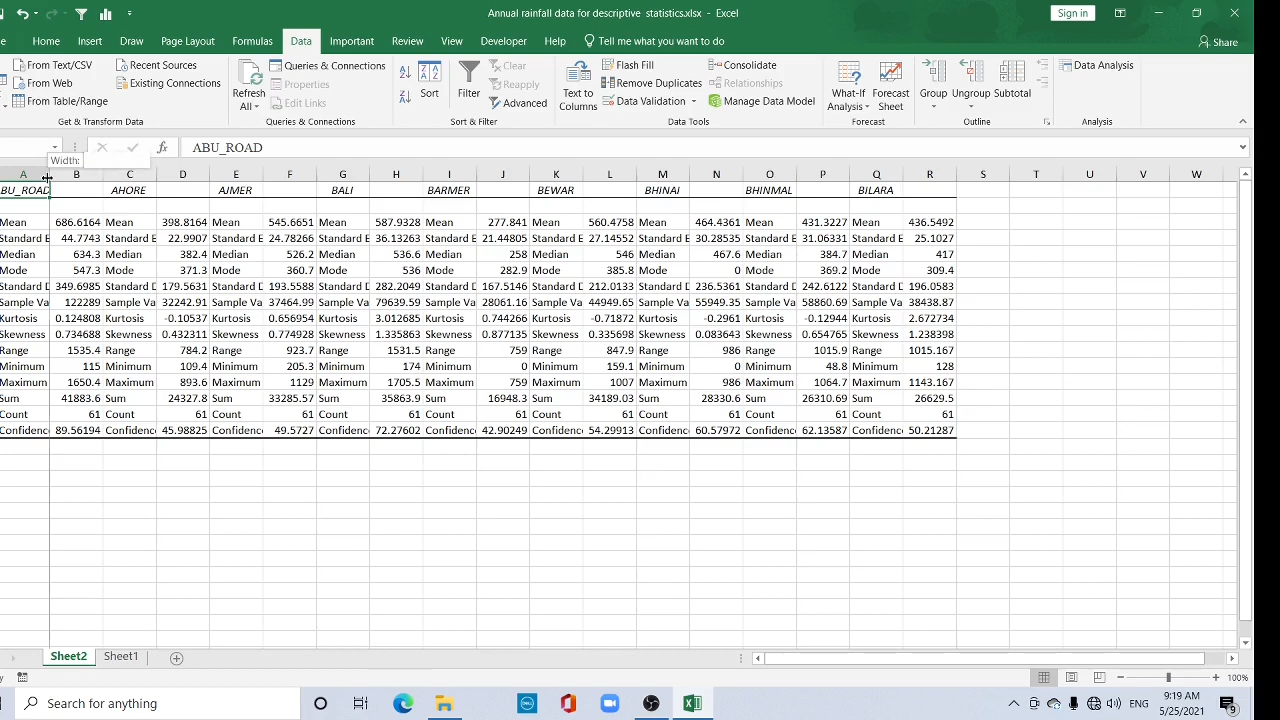 Annual rainfall data for descriptive statistics.xlsx - Excel
Sign in
Home Insert Draw Page Layout Formulas Data Important Review Developer Help Tell me what you want to do
Share
From Text/CSV Recent Sources
From Web Existing Connections
From Table/Range
Get & Transform Data
Refresh All
Queries & Connections
Properties
Edit Links
Queries & Connections
Sort
Filter
Clear
Reapply
Advanced
Sort & Filter
Text to Columns
Flash Fill
Remove Duplicates
Data Validation
Consolidate
Relationships
Manage Data Model
Data Tools
What-If Analysis
Forecast Sheet
Forecast
Group
Ungroup
Subtotal
Outline
Data Analysis
Analysis
fx ABU_ROAD
Width:
A B C D E F G H I J K L M N O P Q R S T U V W
BU_ROAD AHORE AJMER BALI BARMER BEWAR BHINAI BHINMAL BILARA
Mean 686.6164 Mean 398.8164 Mean 545.6651 Mean 587.9328 Mean 277.841 Mean 560.4758 Mean 464.4361 Mean 431.3227 Mean 436.5492
Standard E 44.7743 Standard E 22.9907 Standard E 24.78266 Standard E 36.13263 Standard E 21.44805 Standard E 27.14552 Standard E 30.28535 Standard E 31.06331 Standard E 25.1027
Median 634.3 Median 382.4 Median 526.2 Median 536.6 Median 258 Median 546 Median 467.6 Median 384.7 Median 417
Mode 547.3 Mode 371.3 Mode 360.7 Mode 536 Mode 282.9 Mode 385.8 Mode 0 Mode 369.2 Mode 309.4
Standard D 349.6985 Standard D 179.5631 Standard D 193.5588 Standard D 282.2049 Standard D 167.5146 Standard D 212.0133 Standard D 236.5361 Standard D 242.6122 Standard D 196.0583
Sample Va 122289 Sample Va 32242.91 Sample Va 37464.99 Sample Va 79639.59 Sample Va 28061.16 Sample Va 44949.65 Sample Va 55949.35 Sample Va 58860.69 Sample Va 38438.87
Kurtosis 0.124808 Kurtosis -0.10537 Kurtosis 0.656954 Kurtosis 3.012685 Kurtosis 0.744266 Kurtosis -0.71872 Kurtosis -0.2961 Kurtosis -0.12944 Kurtosis 2.672734
Skewness 0.734688 Skewness 0.432311 Skewness 0.774928 Skewness 1.335863 Skewness 0.877135 Skewness 0.335698 Skewness 0.083643 Skewness 0.654765 Skewness 1.238398
Range 1535.4 Range 784.2 Range 923.7 Range 1531.5 Range 759 Range 847.9 Range 986 Range 1015.9 Range 1015.167
Minimum 115 Minimum 109.4 Minimum 205.3 Minimum 174 Minimum 0 Minimum 159.1 Minimum 0 Minimum 48.8 Minimum 128
Maximum 1650.4 Maximum 893.6 Maximum 1129 Maximum 1705.5 Maximum 759 Maximum 1007 Maximum 986 Maximum 1064.7 Maximum 1143.167
Sum 41883.6 Sum 24327.8 Sum 33285.57 Sum 35863.9 Sum 16948.3 Sum 34189.03 Sum 28330.6 Sum 26310.69 Sum 26629.5
Count 61 Count 61 Count 61 Count 61 Count 61 Count 61 Count 61 Count 61 Count 61
Confidence 89.56194 Confidenc 45.98825 Confidenc 49.5727 Confidenc 72.27602 Confidenc 42.90249 Confidenc 54.29913 Confidenc 60.57972 Confidenc 62.13587 Confidenc 50.21287
Sheet2 Sheet1
100%
Search for anything
DELL
ENG
9:19 AM
5/25/2021
9